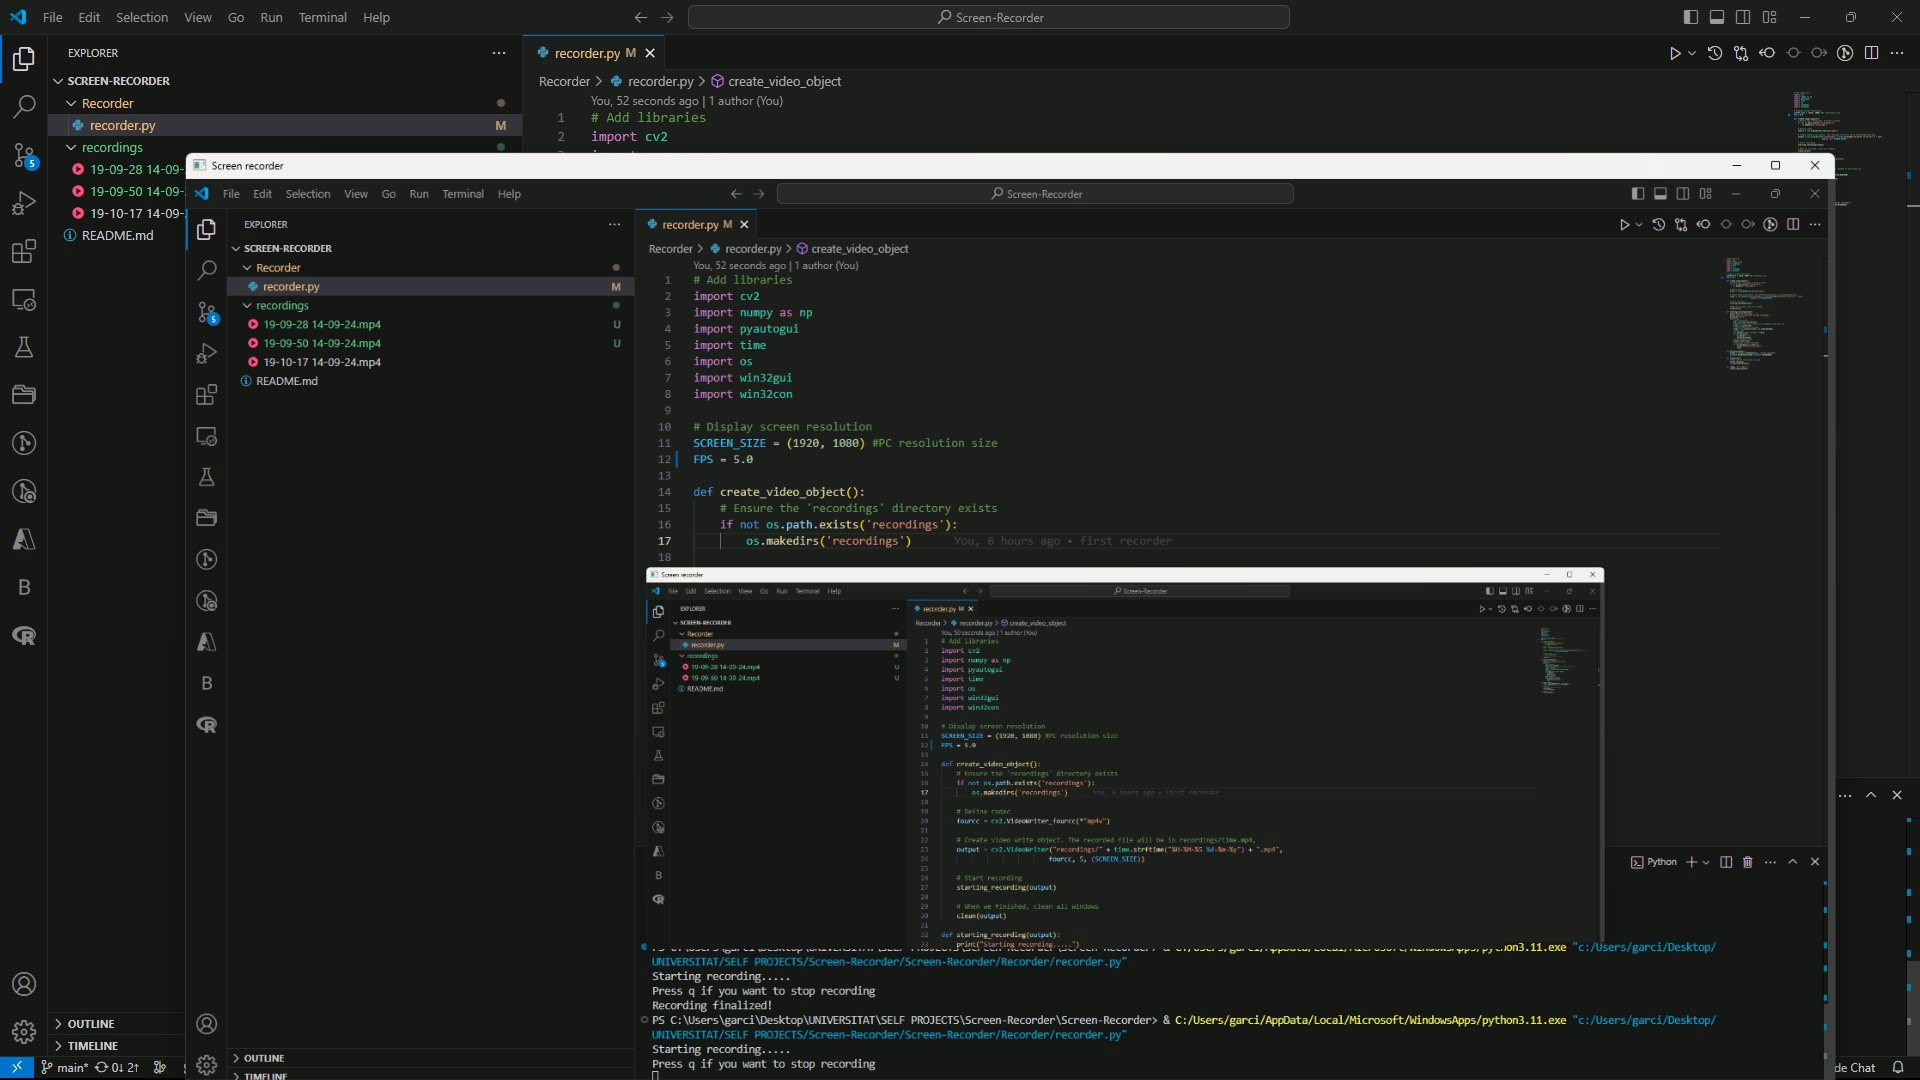 File Edit Selection View Go Run Terminal Help
Screen-Recorder
EXPLORER
SCREEN-RECORDER
Recorder
recorder.py M
recordings
19-09-28 14-09-
19-09-50 14-09-
19-10-17 14-09-
README.md
5
B
OUTLINE
TIMELINE
main* 0↓ 2↑
recorder.py M
Recorder > recorder.py > create_video_object
You, 52 seconds ago | 1 author (You)
1 # Add libraries
2 import cv2
Screen recorder
File Edit Selection View Go Run Terminal Help
Screen-Recorder
EXPLORER
SCREEN-RECORDER
Recorder
recorder.py M
recordings
19-09-28 14-09-24.mp4 U
19-09-50 14-09-24.mp4 U
19-10-17 14-09-24.mp4
README.md
5
B
OUTLINE
TIMELINE
recorder.py M
Recorder > recorder.py > create_video_object
You, 52 seconds ago | 1 author (You)
1 # Add libraries
2 import cv2
3 import numpy as np
4 import pyautogui
5 import time
6 import os
7 import win32gui
8 import win32con
9
10 # Display screen resolution
11 SCREEN_SIZE = (1920, 1080) #PC resolution size
12 FPS = 5.0
13
14 def create_video_object():
15 # Ensure the 'recordings' directory exists
16 if not os.path.exists('recordings'):
17 os.makedirs('recordings') You, 6 hours ago • first recorder
18
Screen recorder
File Edit Selection View Go Run Terminal Help
Screen-Recorder
EXPLORER
SCREEN-RECORDER
Recorder
recorder.py M
recordings
19-09-28 14-09-24.mp4 U
19-09-50 14-09-24.mp4 U
README.md
B
recorder.py M
Recorder > recorder.py > create_video_object
You, 50 seconds ago | 1 author (You)
1 # Add libraries
2 import cv2
3 import numpy as np
4 import pyautogui
5 import time
6 import os
7 import win32gui
8 import win32con
9
10 # Display screen resolution
11 SCREEN_SIZE = (1920, 1080) #PC resolution size
12 FPS = 5.0
13
14 def create_video_object():
15 # Ensure the 'recordings' directory exists
16 if not os.path.exists('recordings'):
17 os.makedirs('recordings') You, 6 hours ago • first recorder
18
19 # Define codec
20 fourcc = cv2.VideoWriter_fourcc(*"mp4v")
21
22 # Create video write object. The recorded file will be in recordings/time.mp4,
23 output = cv2.VideoWriter("recordings/" + time.strftime("%H-%M-%S %d-%m-%y") + ".mp4",
24 fourcc, 5, (SCREEN_SIZE))
25
26 # Start recording
27 starting_recording(output)
28
29 # When we finished, clean all windows
30 clean(output)
31
32 def starting_recording(output):
33 print("Starting recording.....")
Python
C:/Users/garci/AppData/Local/Microsoft/WindowsApps/python3.11.exe "c:/Users/garci/Desktop/
UNIVERSITAT/SELF PROJECTS/Screen-Recorder/Screen-Recorder/Recorder/recorder.py"
Starting recording.....
Press q if you want to stop recording
Recording finalized!
PS C:\Users\garci\Desktop\UNIVERSITAT\SELF PROJECTS\Screen-Recorder\Screen-Recorder> & C:/Users/garci/AppData/Local/Microsoft/WindowsApps/python3.11.exe "c:/Users/garci/Desktop/
UNIVERSITAT/SELF PROJECTS/Screen-Recorder/Screen-Recorder/Recorder/recorder.py"
Starting recording.....
Press q if you want to stop recording
de Chat